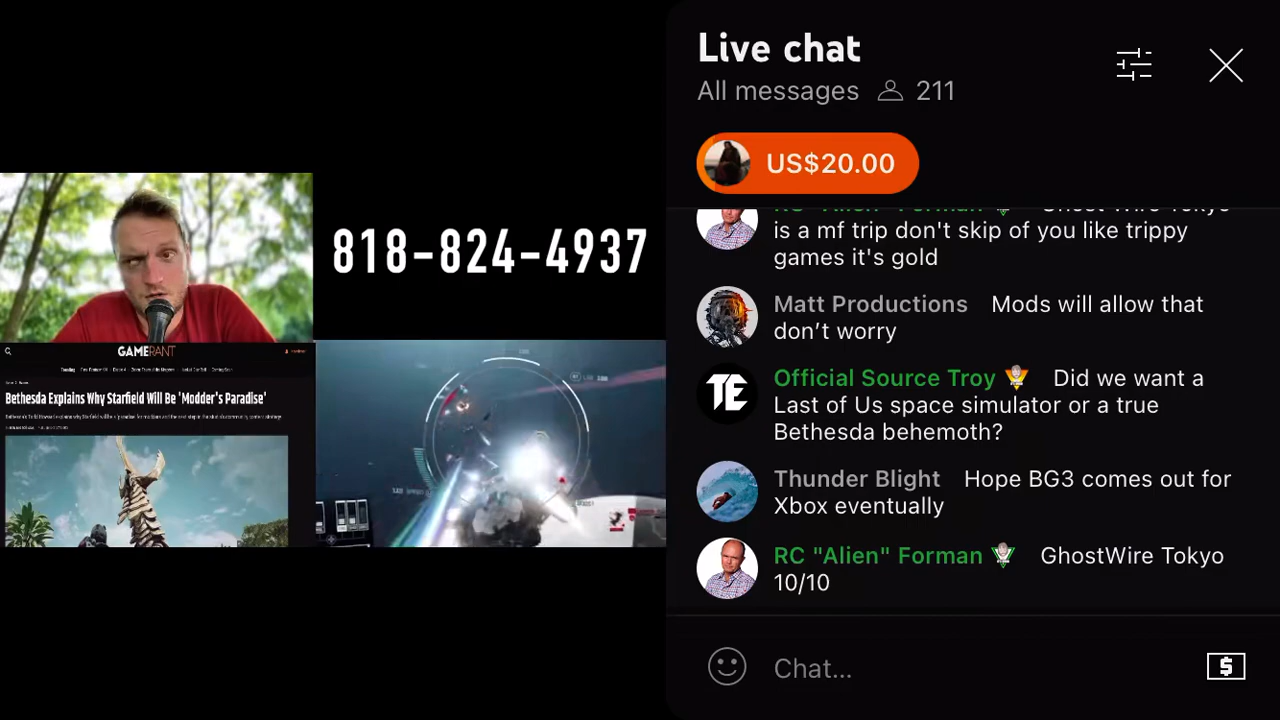 818-824-4937
GAMERANT
Bethesda Explains Why Starfield Will Be 'Modder's Paradise'
Live chat
All messages 211
US$20.00
RC "Alien" Forman Ghost Wire Tokyo
is a mf trip don't skip of you like trippy
games it's gold
Matt Productions Mods will allow that
don't worry
TE
Official Source Troy Did we want a
Last of Us space simulator or a true
Bethesda behemoth?
Thunder Blight Hope BG3 comes out for
Xbox eventually
RC "Alien" Forman GhostWire Tokyo
10/10
Chat...
$